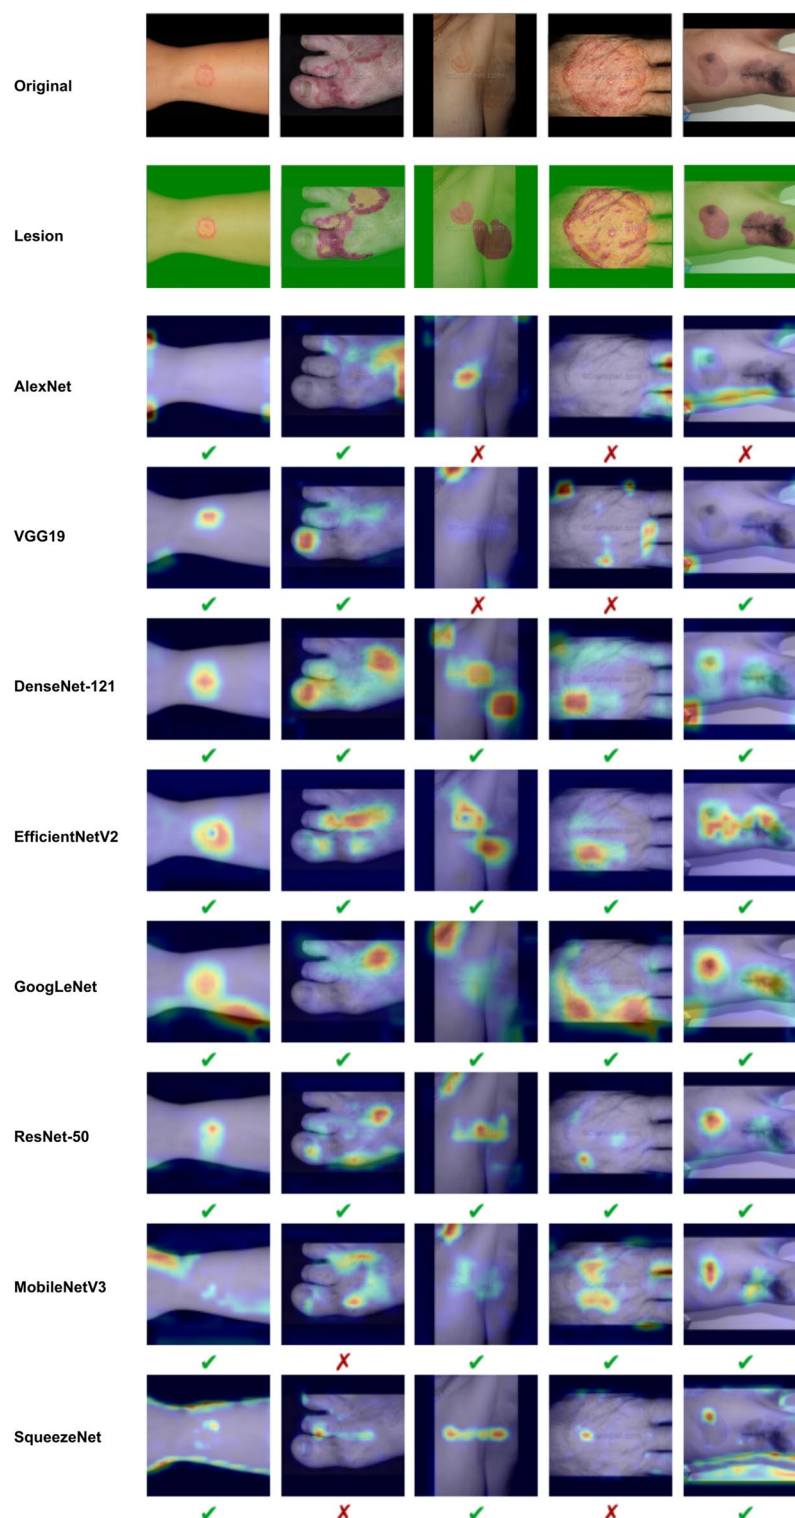 Original
Lesion
AlexNet
✓ ✓ ✗ ✗ ✗
VGG19
✓ ✓ ✗ ✗ ✓
DenseNet-121
✓ ✓ ✓ ✓ ✓
EfficientNetV2
✓ ✓ ✓ ✓ ✓
GoogLeNet
✓ ✓ ✓ ✓ ✓
ResNet-50
✓ ✓ ✓ ✓ ✓
MobileNetV3
✓ ✗ ✓ ✓ ✓
SqueezeNet
✓ ✗ ✓ ✗ ✓